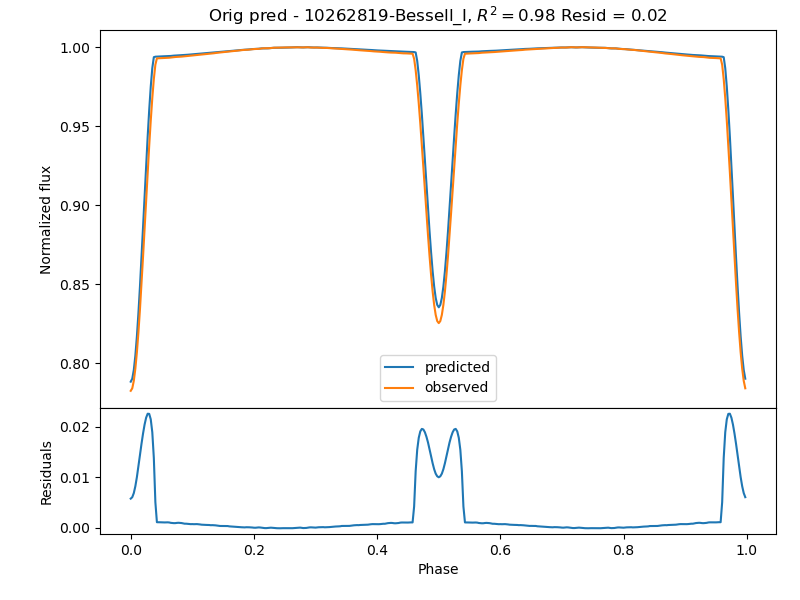 Orig pred - 10262819-Bessell_I, $R^2 = 0.98$ Resid = 0.02
1.00
0.95
0.90
0.85
0.80
Normalized flux
predicted
observed
0.02
0.01
0.00
Residuals
0.0 0.2 0.4 0.6 0.8 1.0
Phase